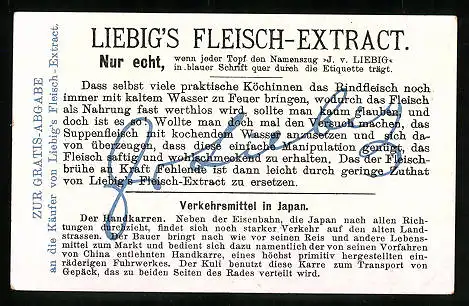 ZUR GRATIS-ABGABE
an die Käufer von Liebig's Fleisch-Extract.
LIEBIG'S FLEISCH-EXTRACT.
Nur echt, wenn jeder Topf den Namenszug »J. v. LIEBIG«
in blauer Schrift quer durch die Etiquette trägt.
Dass selbst viele praktische Köchinnen das Rindfleisch noch
immer mit kaltem Wasser zu Feuer bringen, wodurch das Fleisch
als Nahrung fast werthlos wird, sollte man kaum glauben und
doch ist es so. Wollte man doch mal den Versuch machen, das
Suppenfleisch mit kochendem Wasser anzusetzen und sich da-
von überzeugen, dass diese einfache Manipulation genügt, das
Fleisch saftig und wohlschmeckend zu erhalten. Das der Fleisch-
brühe an Kraft Fehlende ist dann leicht durch geringe Zuthat
von Liebig's Fleisch-Extract zu ersetzen.
J v Liebig
Verkehrsmittel in Japan.
Der Handkarren. Neben der Eisenbahn, die Japan nach allen Rich-
tungen durchzieht, findet sich noch starker Verkehr auf den alten Land-
strassen. Der Bauer bringt nach wie vor seinen Reis und andere Lebens-
mittel zum Markt und bedient sich dazu namentlich der von seinen Vorfahren
von China entlehnten Handkarre, eines höchst primitiv hergestellten ein-
räderigen Fuhrwerkes. Der Kuli benutzt diese Karre zum Transport von
Gepäck, das zu beiden Seiten des Rades verteilt wird.